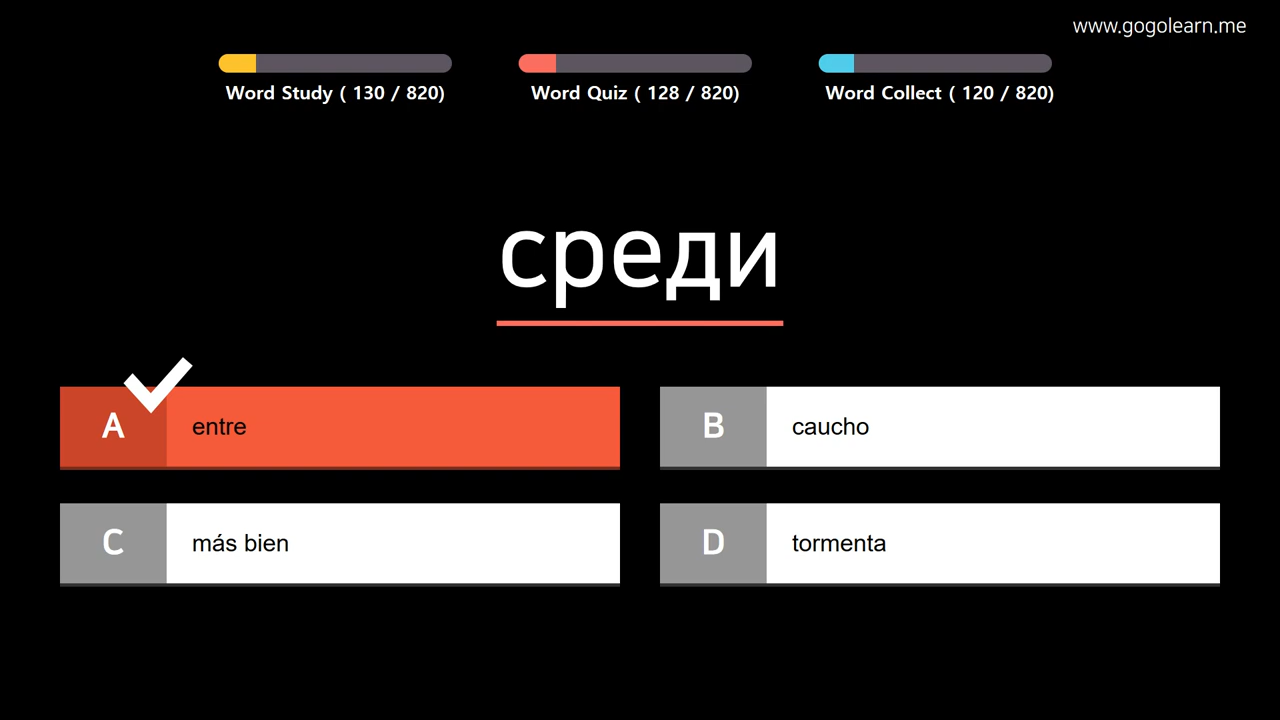 www.gogolearn.me
Word Study ( 130 / 820)
Word Quiz ( 128 / 820)
Word Collect ( 120 / 820)
среди
A entre
B caucho
C más bien
D tormenta